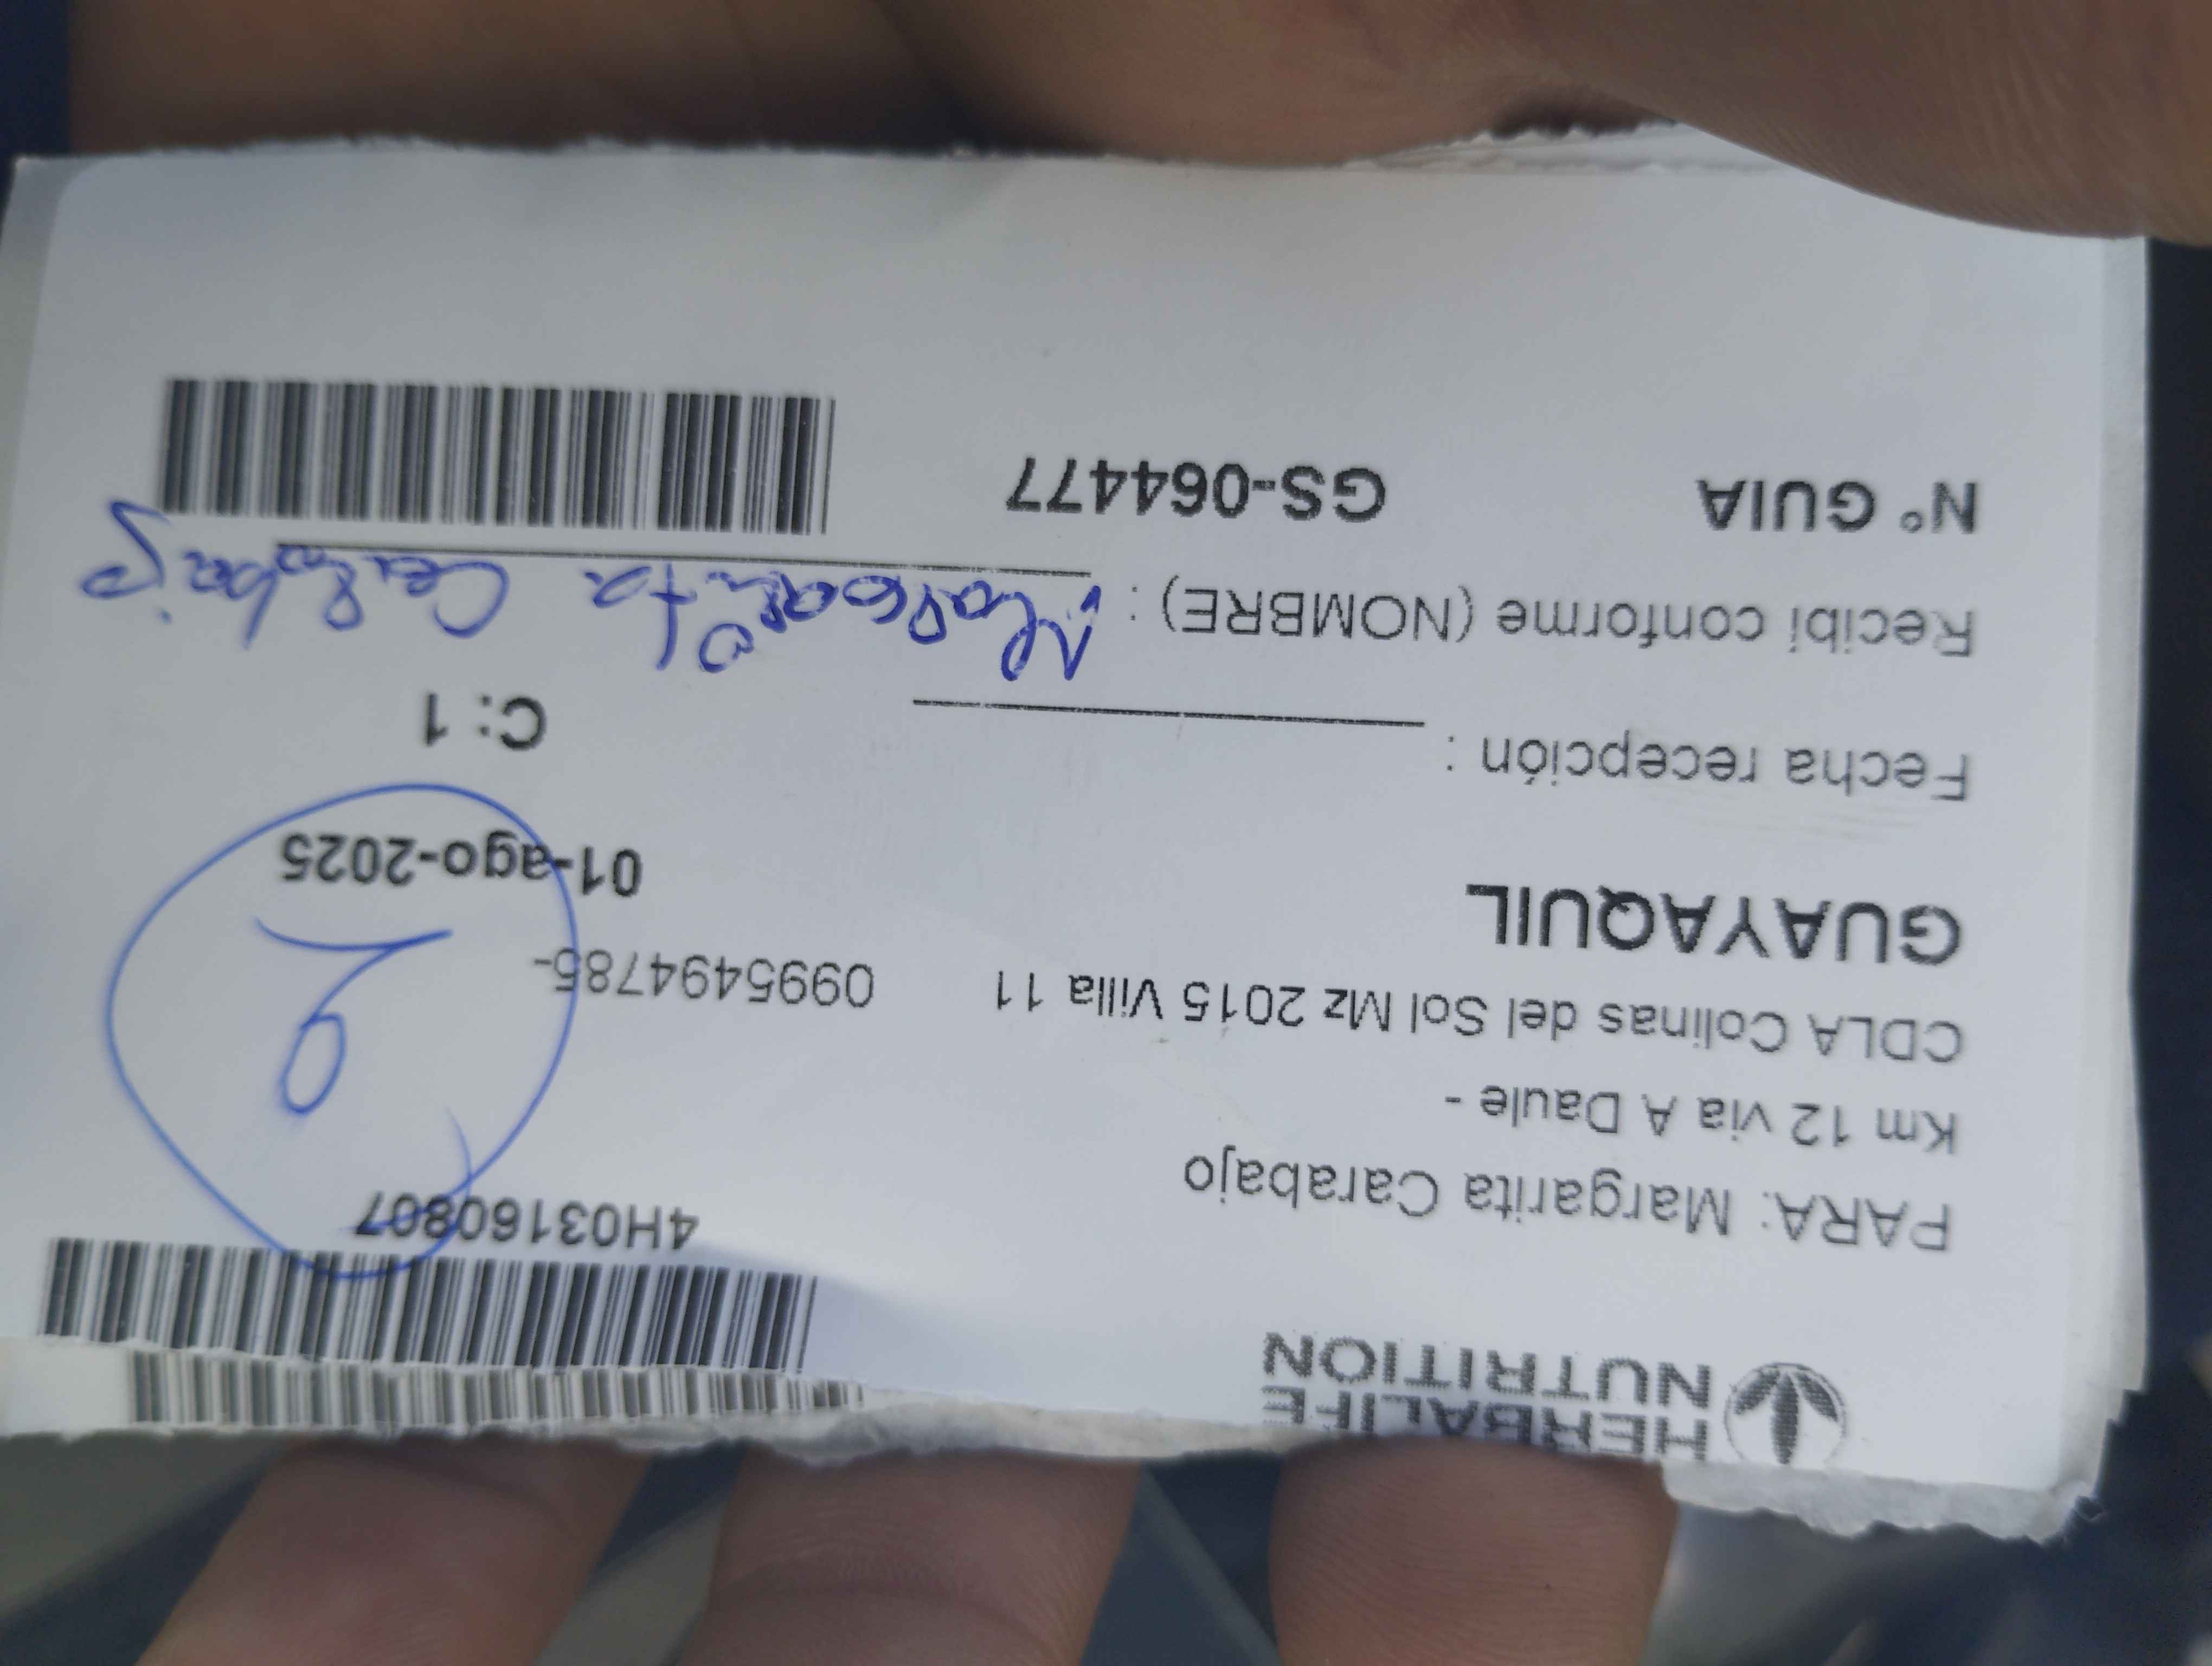 HERBALIFE
NUTRITION
4H03160807
PARA: Margarita Carabajo
Km 12 via A Daule -
CDLA Colinas del Sol Mz 2015 Villa 11 0995494785-
GUAYAQUIL
01-ago-2025
Fecha recepción :
C: 1
Recibi conforme (NOMBRE) : Margarita Carabajo
N° GUIA GS-064477